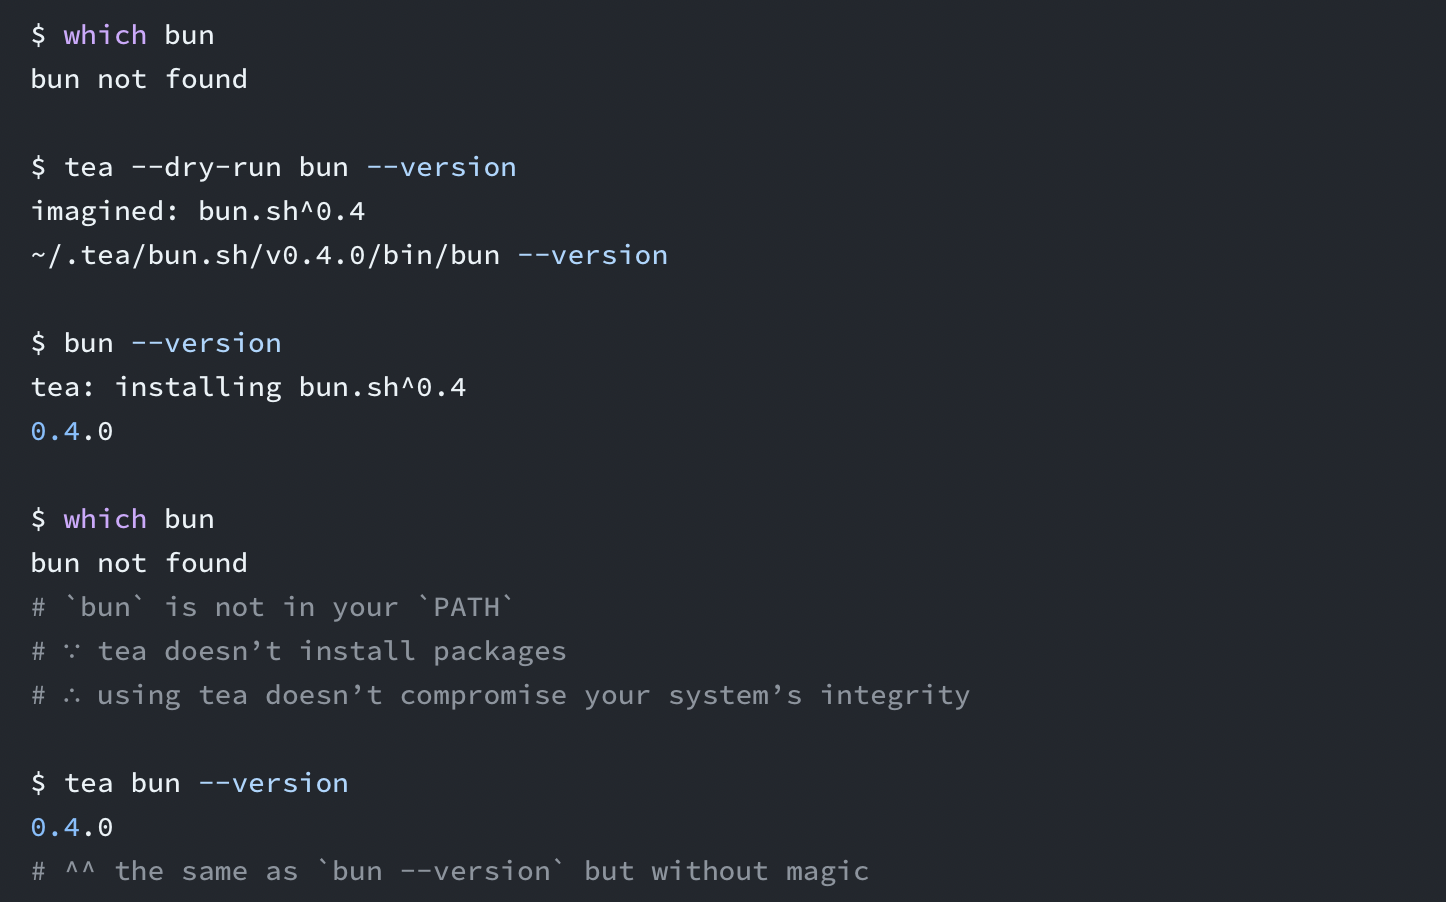 $ which bun
bun not found
$ tea --dry-run bun --version
imagined: bun.sh^0.4
~/.tea/bun.sh/v0.4.0/bin/bun --version
$ bun --version
tea: installing bun.sh^0.4
0.4.0
$ which bun
bun not found
# `bun` is not in your `PATH`
# ∵ tea doesn’t install packages
# ∴ using tea doesn’t compromise your system’s integrity
$ tea bun --version
0.4.0
# ^^ the same as `bun --version` but without magic